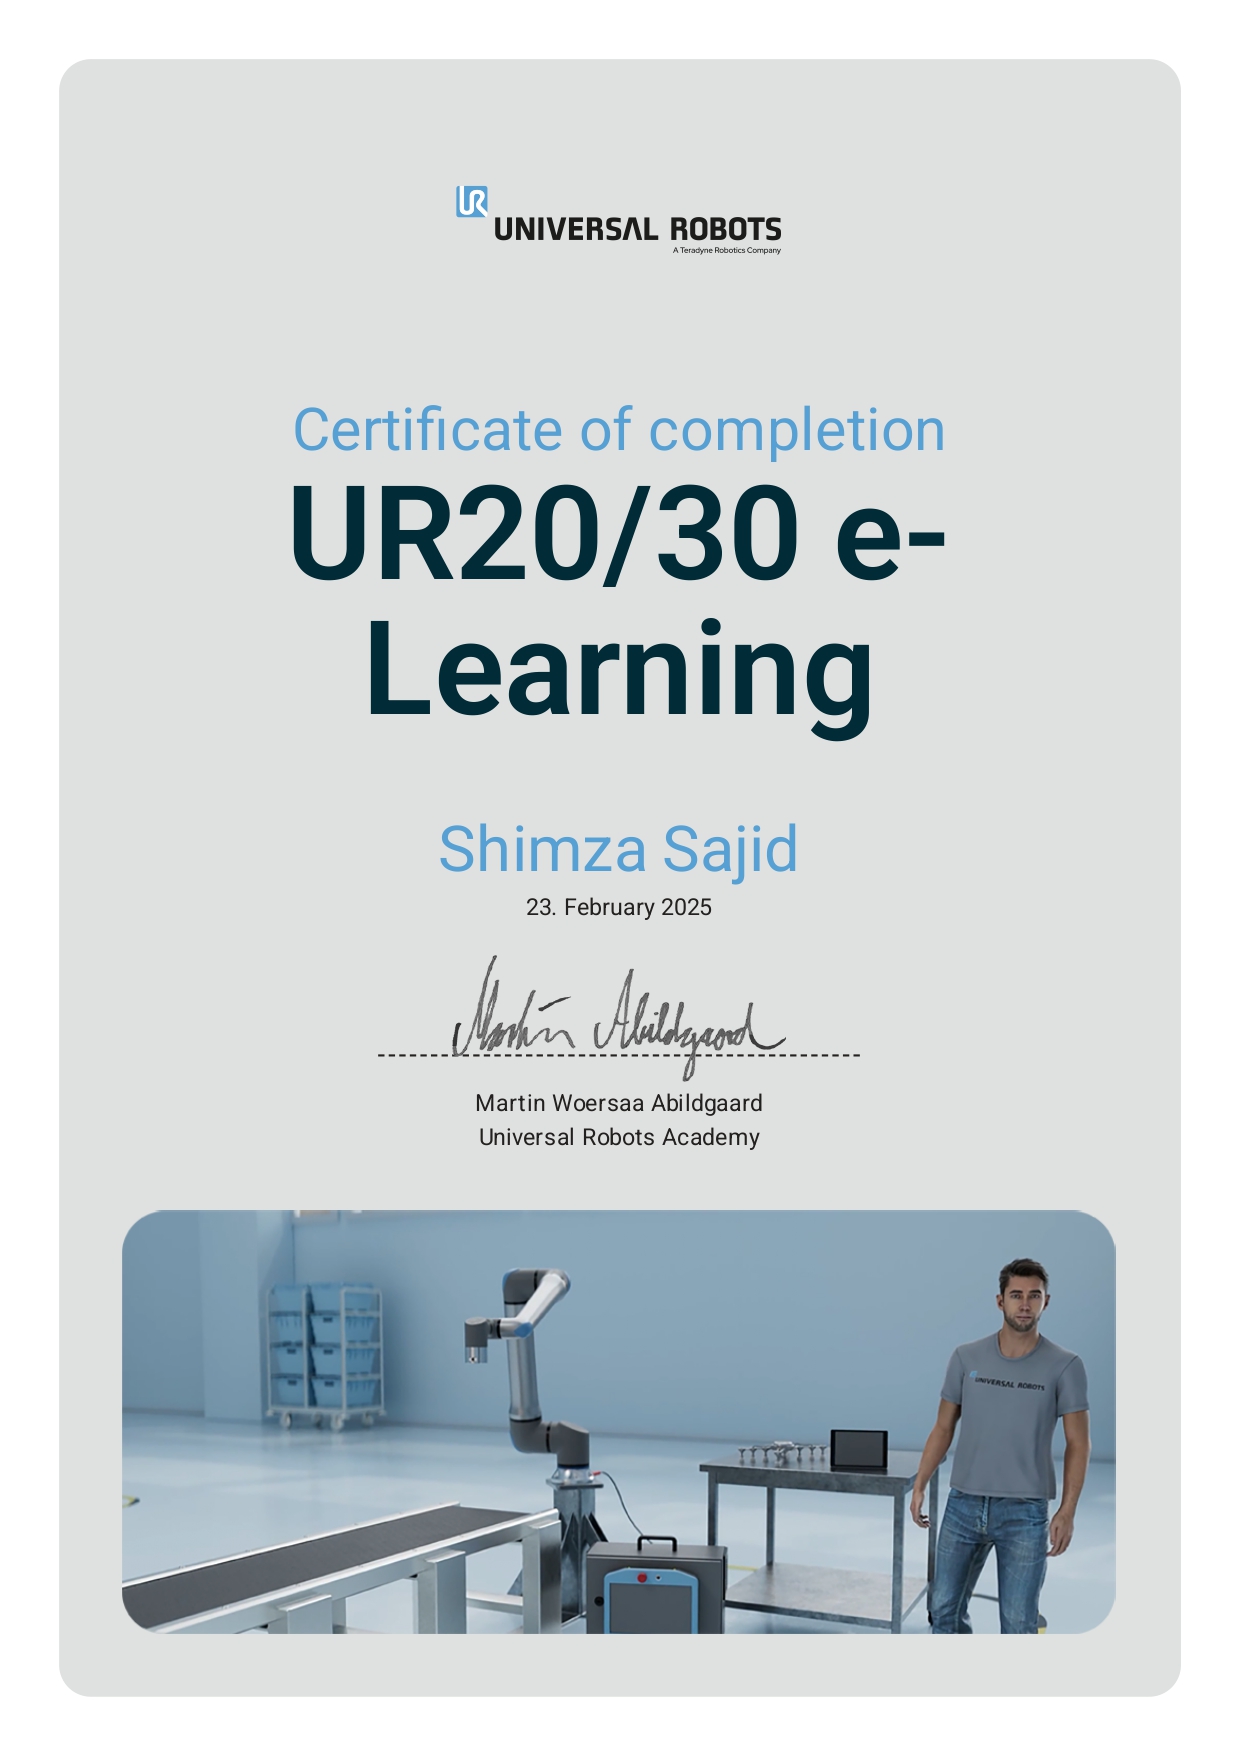 UR
UNIVERSAL ROBOTS
A Teradyne Robotics Company
Certificate of completion
UR20/30 e-
Learning
Shimza Sajid
23. February 2025
Martin Abildgaard
Martin Woersaa Abildgaard
Universal Robots Academy
UNIVERSAL ROBOTS